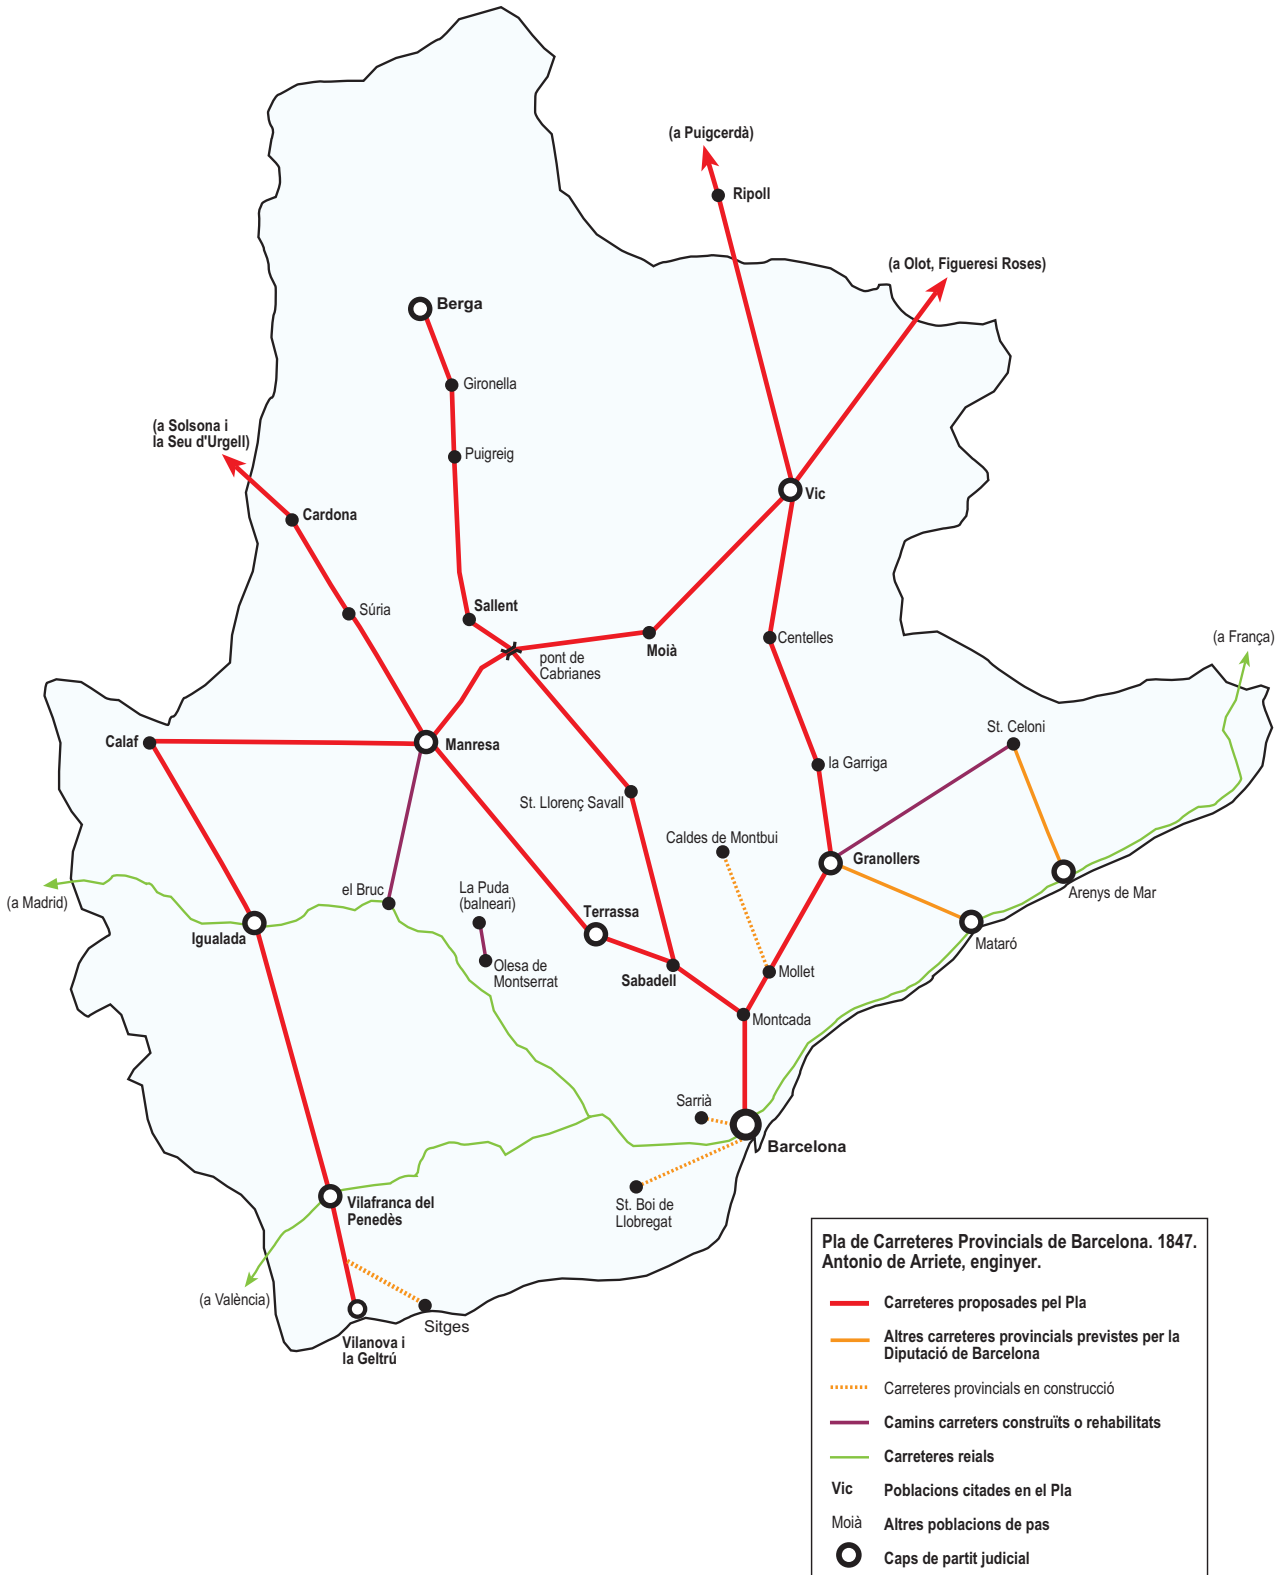 (a Puigcerdà)
Ripoll
(a Olot, Figueresi Roses)
Berga
Gironella
(a Solsona i
la Seu d'Urgell)
Puigreig
Vic
Cardona
Súria
Sallent
Moià
Centelles
pont de
Cabrianes
(a França)
St. Celoni
Calaf
Manresa
la Garriga
St. Llorenç Savall
Caldes de Montbui
Granollers
Arenys de Mar
(a Madrid)
el Bruc
La Puda
(balneari)
Terrassa
Igualada
Mataró
Olesa de
Montserrat
Sabadell
Mollet
Montcada
Sarrià
Barcelona
Vilafranca del
Penedès
St. Boi de
Llobregat
(a València)
Sitges
Vilanova i
la Geltrú
Pla de Carreteres Provincials de Barcelona. 1847.
Antonio de Arriete, enginyer.
Carreteres proposades pel Pla
Altres carreteres provincials previstes per la
Diputació de Barcelona
Carreteres provincials en construcció
Camins carreters construïts o rehabilitats
Carreteres reials
Vic Poblacions citades en el Pla
Moià Altres poblacions de pas
Caps de partit judicial